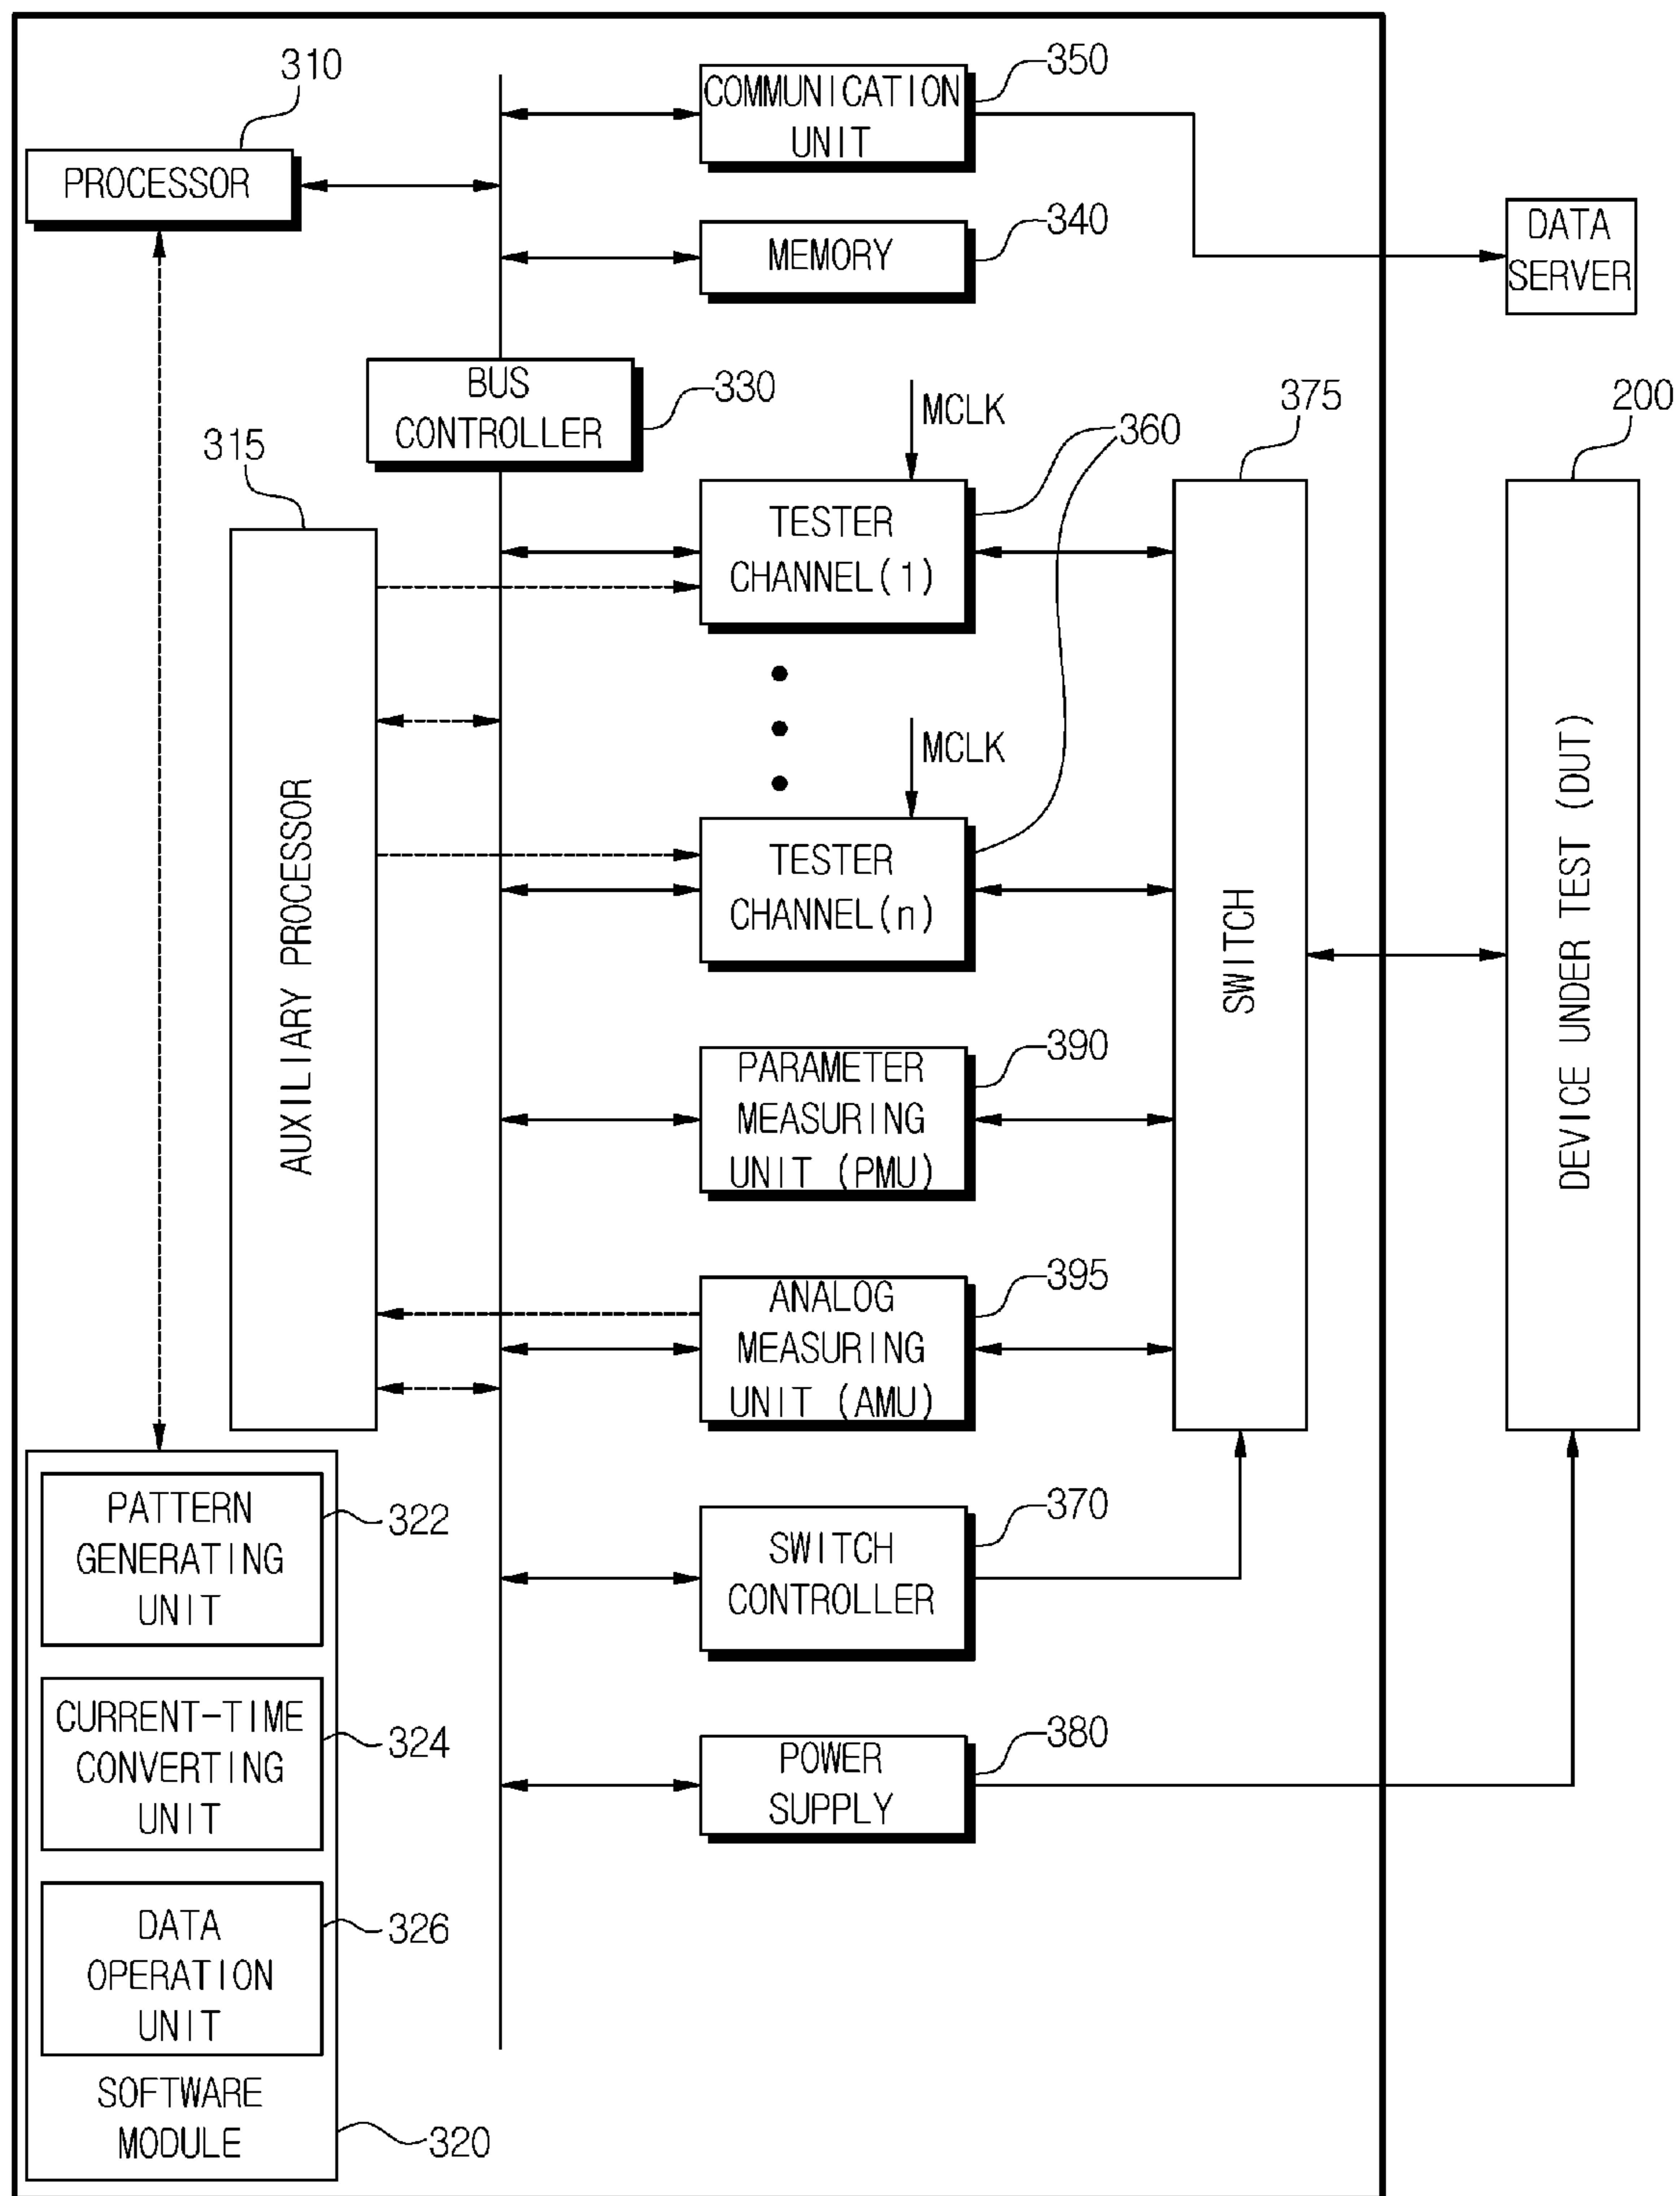 310
PROCESSOR
COMMUNICATION
UNIT
350
MEMORY
340
DATA
SERVER
BUS
CONTROLLER
330
315
AUXILIARY PROCESSOR
MCLK
360
TESTER
CHANNEL(1)
MCLK
TESTER
CHANNEL(n)
375
SWITCH
200
DEVICE UNDER TEST (DUT)
PARAMETER
MEASURING
UNIT (PMU)
390
ANALOG
MEASURING
UNIT (AMU)
395
SWITCH
CONTROLLER
370
POWER
SUPPLY
380
PATTERN
GENERATING
UNIT
322
CURRENT-TIME
CONVERTING
UNIT
324
DATA
OPERATION
UNIT
326
SOFTWARE
MODULE
320